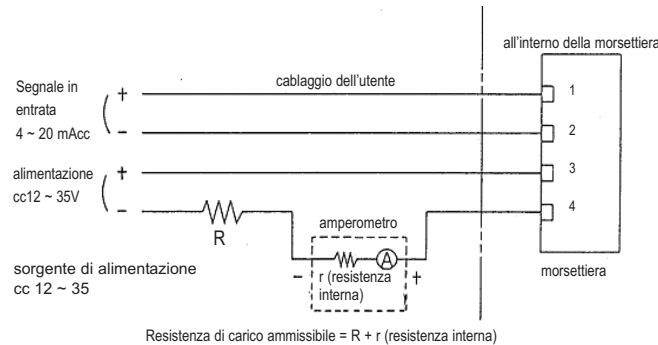 all'interno della morsettiera
cablaggio dell'utente
Segnale in
entrata
4 ~ 20 mAcc
+
−
1
2
alimentazione
cc12 ~ 35V
+
−
3
4
R
amperometro
A
−
+
r (resistenza
interna)
morsettiera
sorgente di alimentazione
cc 12 ~ 35
Resistenza di carico ammissibile = R + r (resistenza interna)